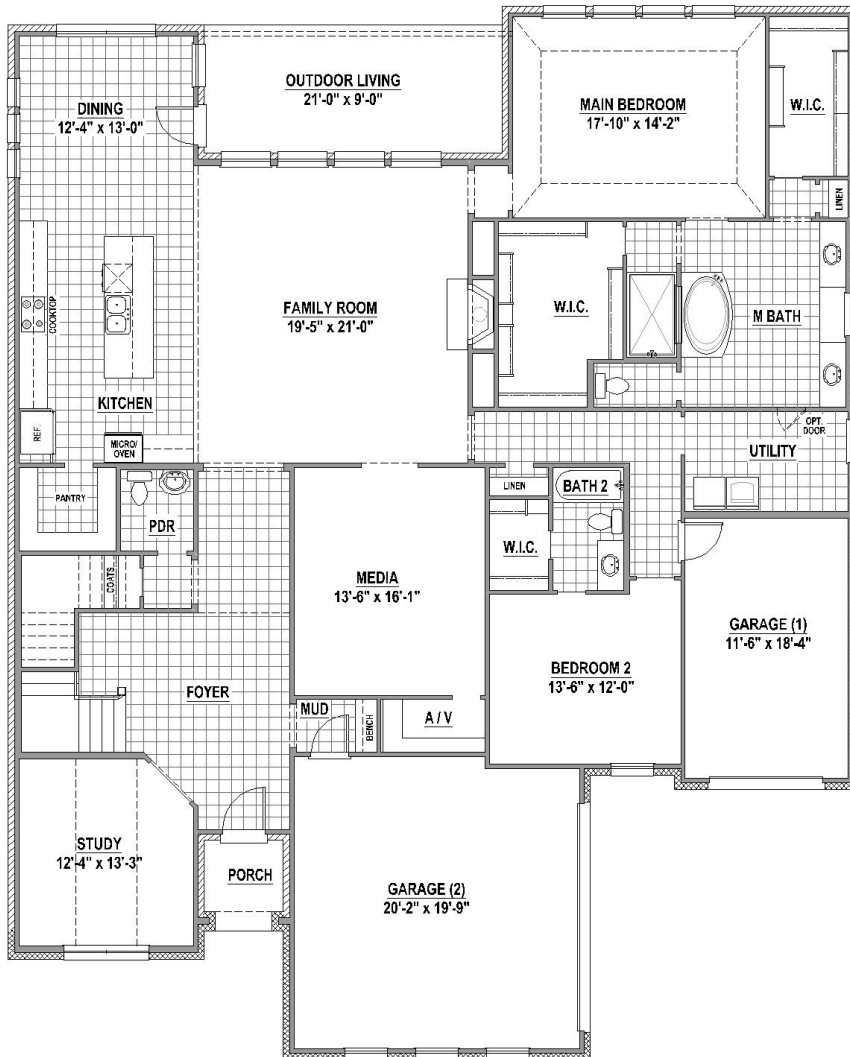 OUTDOOR LIVING
21'-0" x 9'-0"
DINING
12'-4" x 13'-0"
MAIN BEDROOM
17'-10" x 14'-2"
W.I.C.
LINEN
COOKTOP
FAMILY ROOM
19'-5" x 21'-0"
W.I.C.
M BATH
KITCHEN
REF.
MICRO/
OVEN
OPT.
DOOR
UTILITY
PANTRY
PDR
LINEN
BATH 2
W.I.C.
COATS
MEDIA
13'-6" x 16'-1"
GARAGE (1)
11'-6" x 18'-4"
BEDROOM 2
13'-6" x 12'-0"
FOYER
MUD
BENCH
A / V
STUDY
12'-4" x 13'-3"
PORCH
GARAGE (2)
20'-2" x 19'-9"